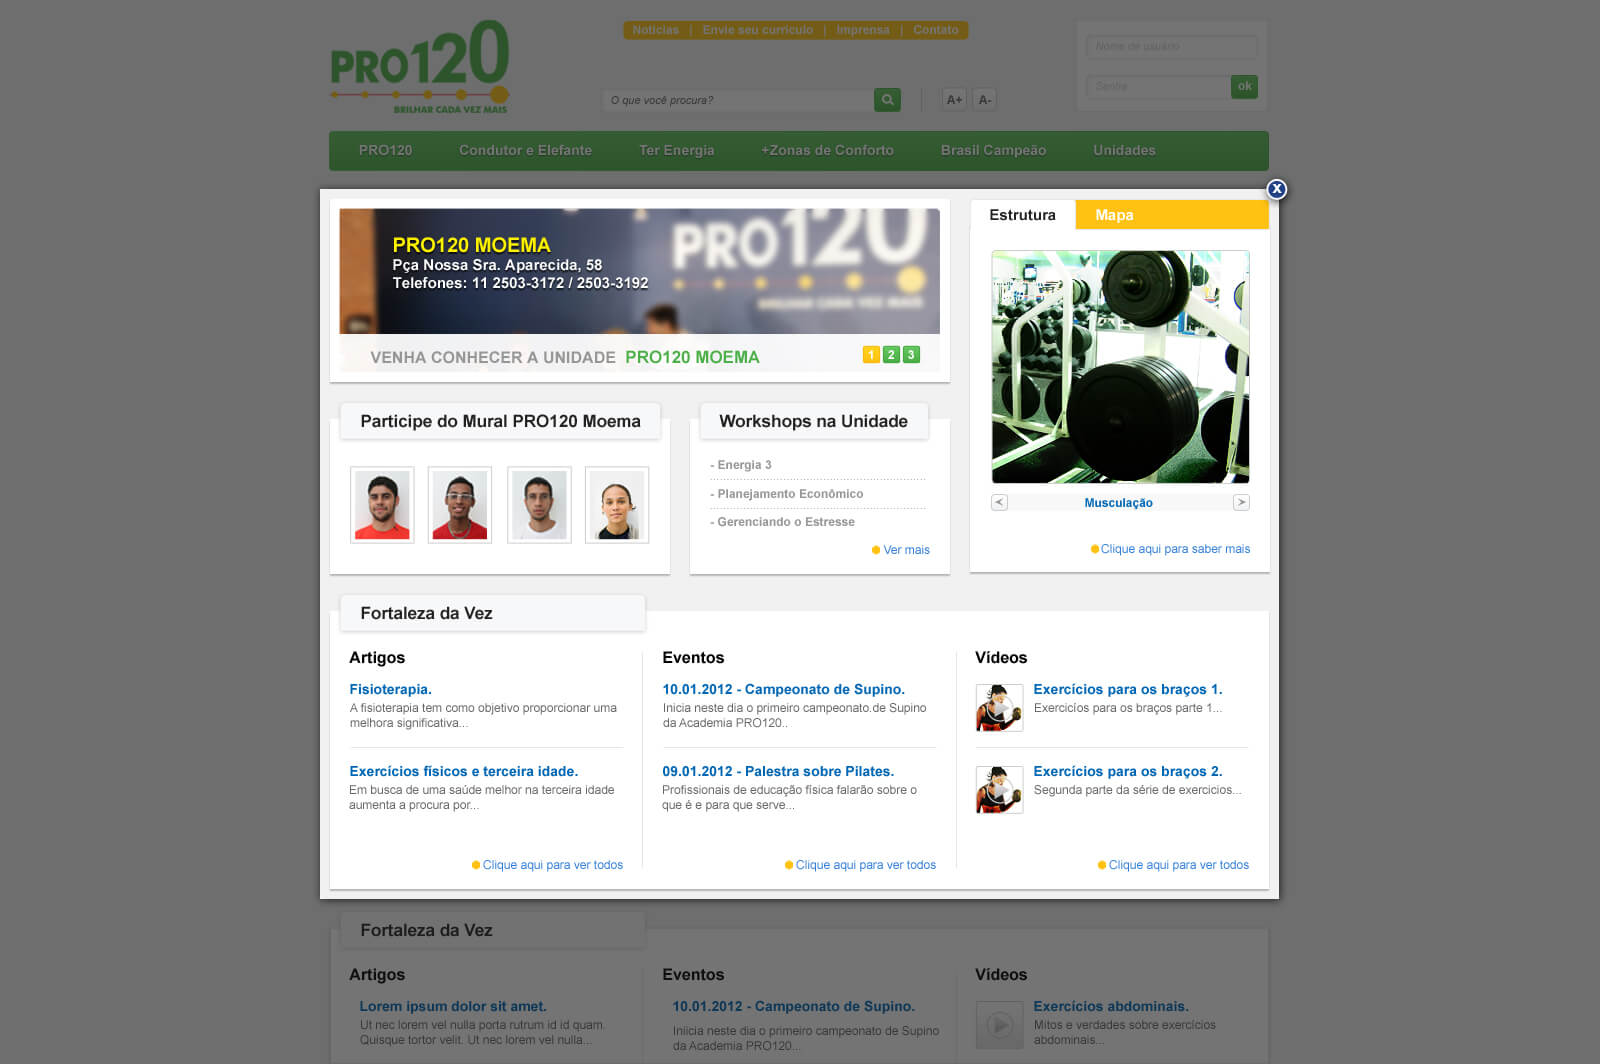 PRO120
BRILHAR CADA VEZ MAIS
Notícias | Envie seu currículo | Imprensa | Contato
O que você procura?
A+ A-
Nome de usuário
Senha
ok
PRO120 Condutor e Elefante Ter Energia +Zonas de Conforto Brasil Campeão Unidades
X
PRO120 MOEMA
Pça Nossa Sra. Aparecida, 58
Telefones: 11 2503-3172 / 2503-3192
PRO120
BRILHAR CADA VEZ MAIS
VENHA CONHECER A UNIDADE PRO120 MOEMA
1 2 3
Estrutura Mapa
< Musculação >
Clique aqui para saber mais
Participe do Mural PRO120 Moema
Workshops na Unidade
- Energia 3
- Planejamento Econômico
- Gerenciando o Estresse
Ver mais
Fortaleza da Vez
Artigos
Fisioterapia.
A fisioterapia tem como objetivo proporcionar uma
melhora significativa...
Exercícios físicos e terceira idade.
Em busca de uma saúde melhor na terceira idade
aumenta a procura por...
Clique aqui para ver todos
Eventos
10.01.2012 - Campeonato de Supino.
Inicia neste dia o primeiro campeonato.de Supino
da Academia PRO120..
09.01.2012 - Palestra sobre Pilates.
Profissionais de educação física falarão sobre o
que é e para que serve...
Clique aqui para ver todos
Vídeos
Exercícios para os braços 1.
Exercicíos para os braços parte 1...
Exercícios para os braços 2.
Segunda parte da série de exercicios...
Clique aqui para ver todos
Fortaleza da Vez
Artigos
Lorem ipsum dolor sit amet.
Ut nec lorem vel nulla porta rutrum id id quam.
Quisque tortor velit. Ut nec lorem vel nulla...
Eventos
10.01.2012 - Campeonato de Supino.
Iniicia neste dia o primeiro campeonato de Supino
da Academia PRO120...
Vídeos
Exercícios abdominais.
Mitos e verdades sobre exercícios
abdominais...